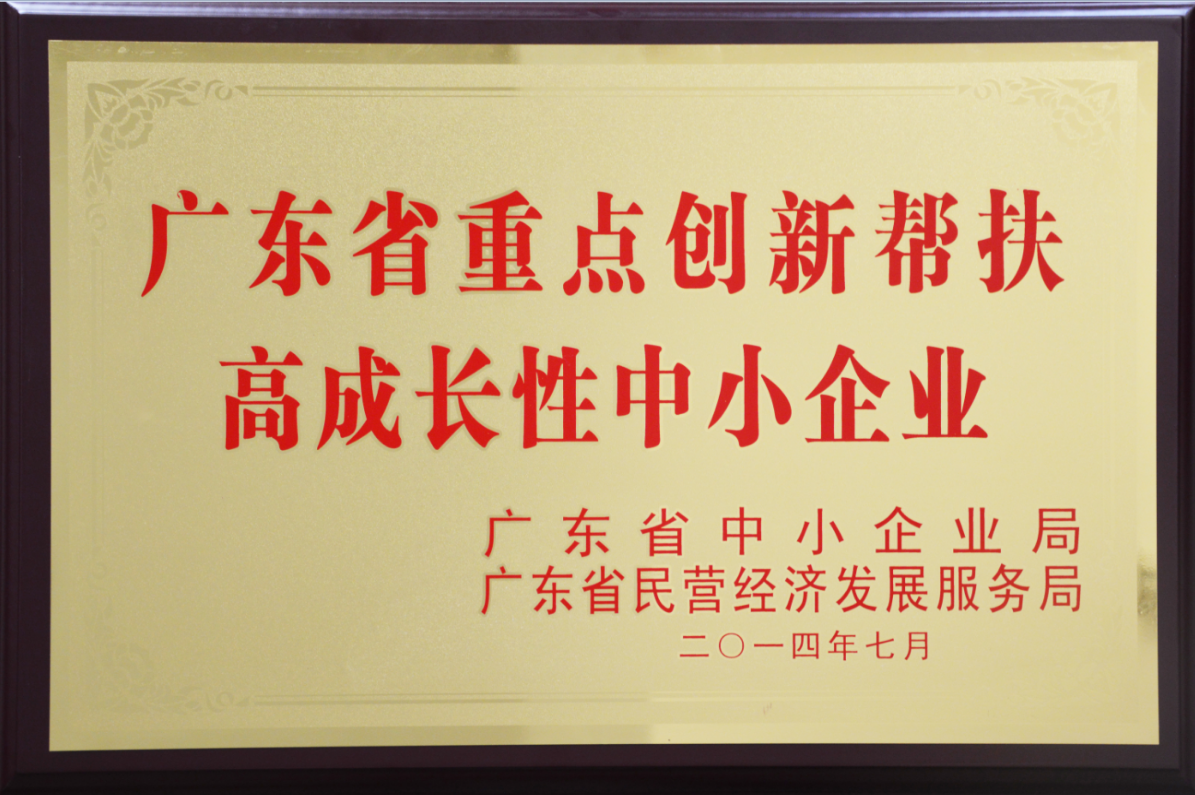 广东省重点创新帮扶
高成长性中小企业
广东省中小企业局
广东省民营经济发展服务局
二〇一四年七月